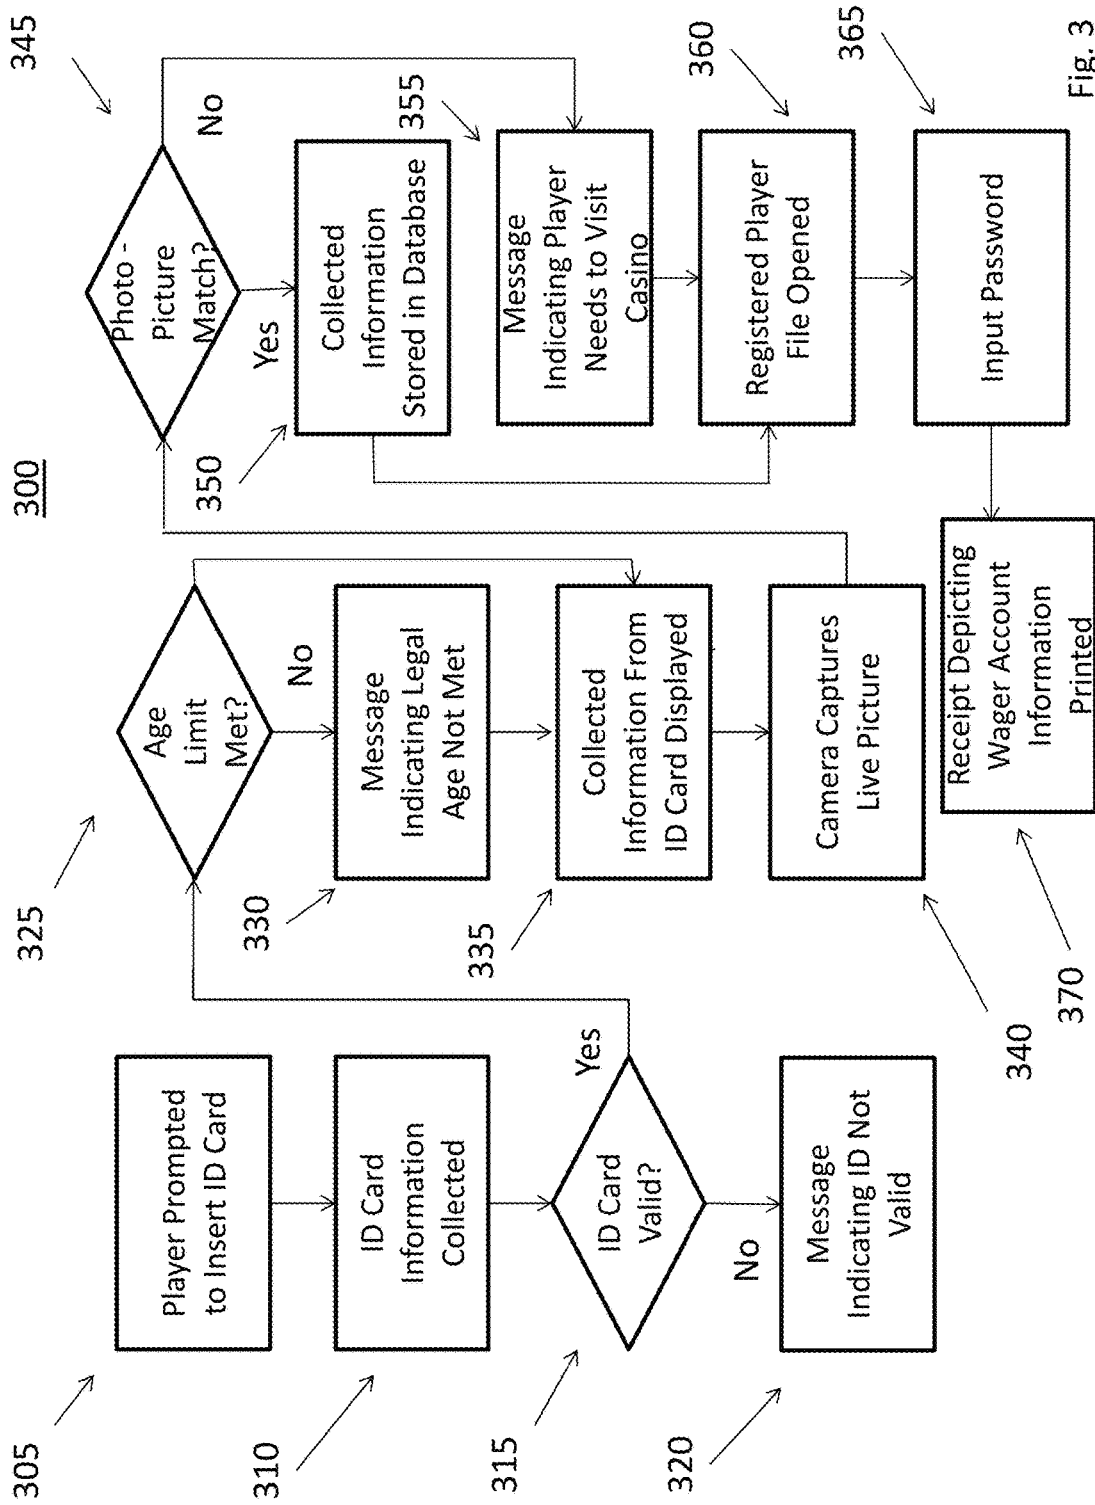 300
305
Player Prompted
to Insert ID Card
310
ID Card
Information
Collected
315
ID Card
Valid?
Yes
No
320
Message
Indicating ID Not
Valid
325
Age
Limit
Met?
No
330
Message
Indicating Legal
Age Not Met
335
Collected
Information From
ID Card Displayed
340
Camera Captures
Live Picture
345
Photo -
Picture
Match?
No
Yes
350
Collected
Information
Stored in Database
355
Message
Indicating Player
Needs to Visit
Casino
360
Registered Player
File Opened
365
Input Password
370
Receipt Depicting
Wager Account
Information
Printed
Fig. 3